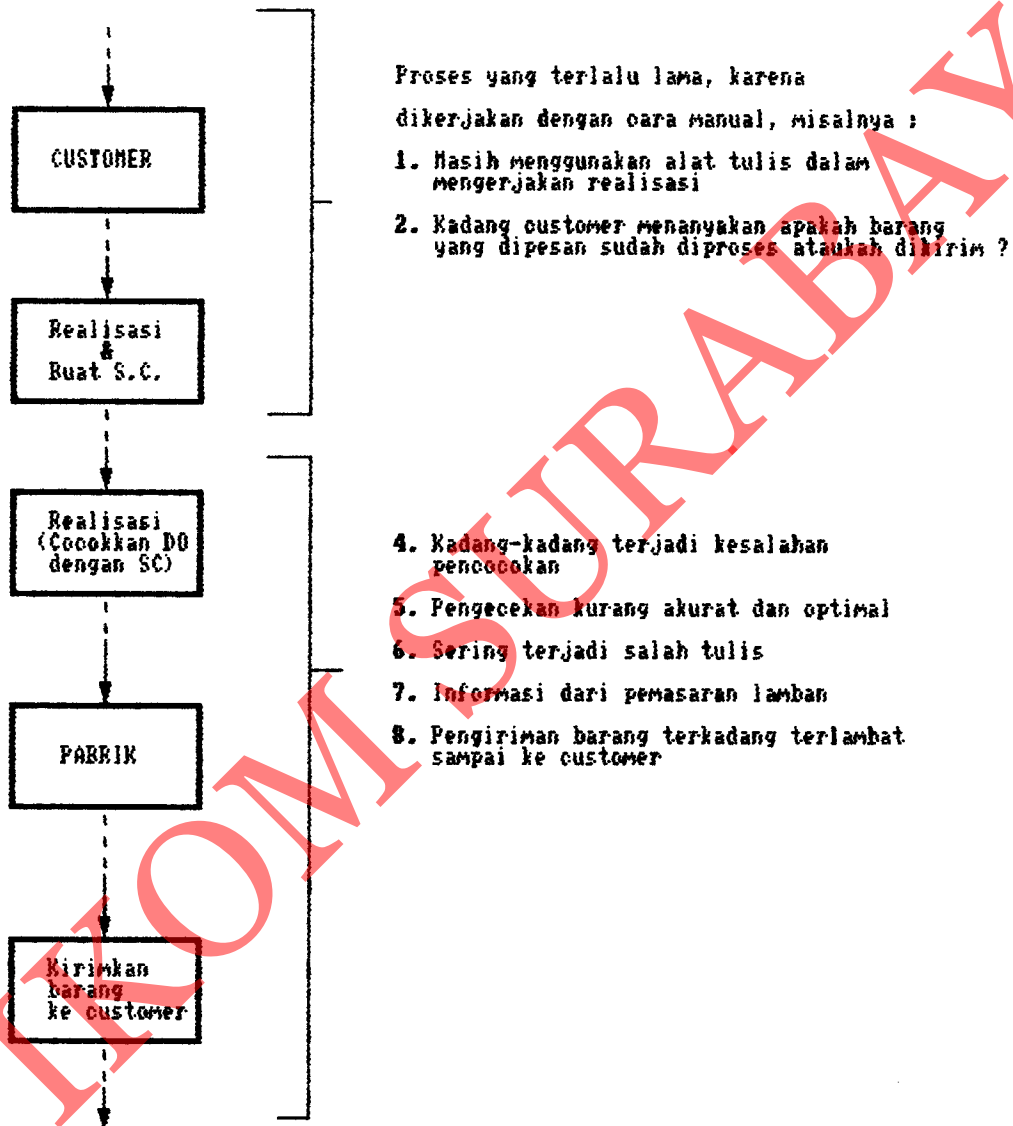 CUSTOMER
Realisasi
&
Buat S.C.
Proses yang terlalu lama, karena
dikerjakan dengan cara manual, misalnya :
1. Masih menggunakan alat tulis dalam
mengerjakan realisasi
2. Kadang customer menanyakan apakah barang
yang dipesan sudah diproses ataukah dikirim ?
Realisasi
(Cocokkan DO
dengan SC)
PABRIK
Kirimkan
barang
ke customer
4. Kadang-kadang terjadi kesalahan
pencocokan
5. Pengecekan kurang akurat dan optimal
6. Sering terjadi salah tulis
7. Informasi dari pemasaran lamban
8. Pengiriman barang terkadang terlambat
sampai ke customer
IKOM SURABAY